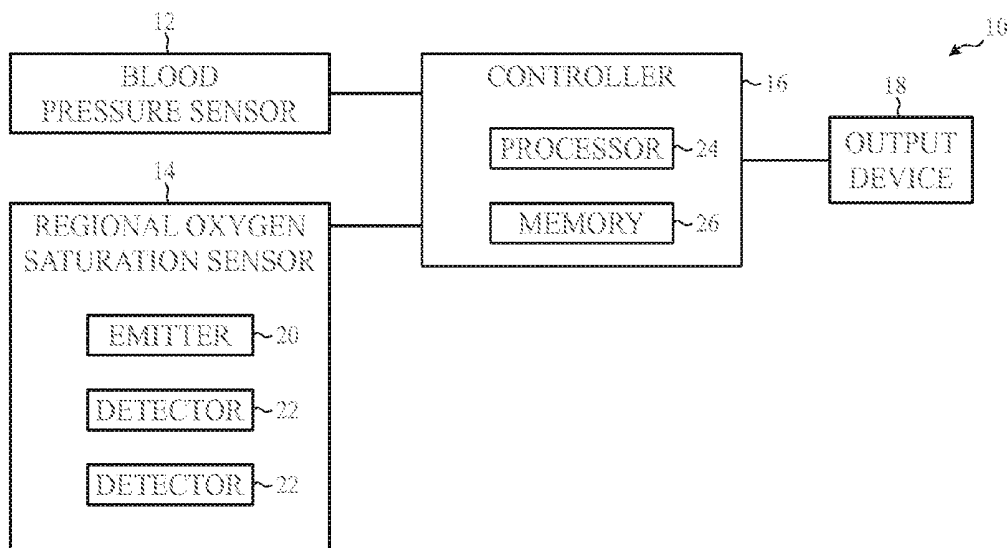 12
10
BLOOD
PRESSURE SENSOR
CONTROLLER
16
18
PROCESSOR
24
OUTPUT
DEVICE
14
REGIONAL OXYGEN
SATURATION SENSOR
MEMORY
26
EMITTER
20
DETECTOR
22
DETECTOR
22